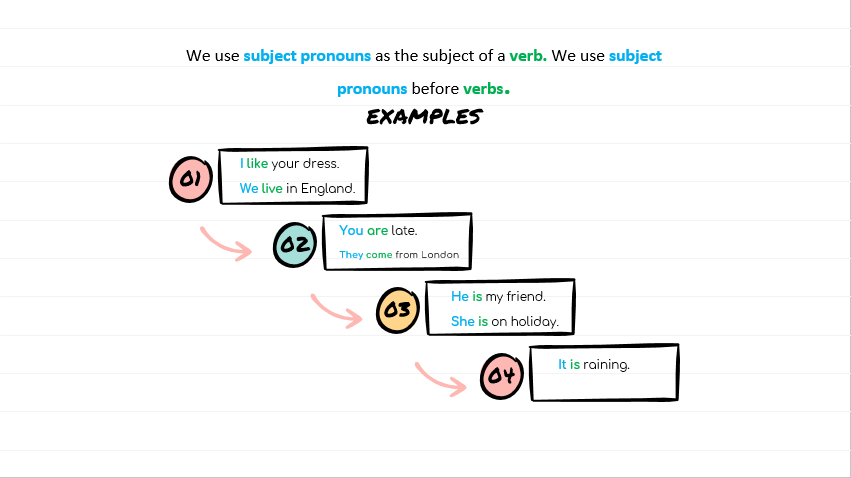 We use subject pronouns as the subject of a verb. We use subject
pronouns before verbs.
EXAMPLES
01
I like your dress.
We live in England.
02
You are late.
They come from London
03
He is my friend.
She is on holiday.
04
It is raining.